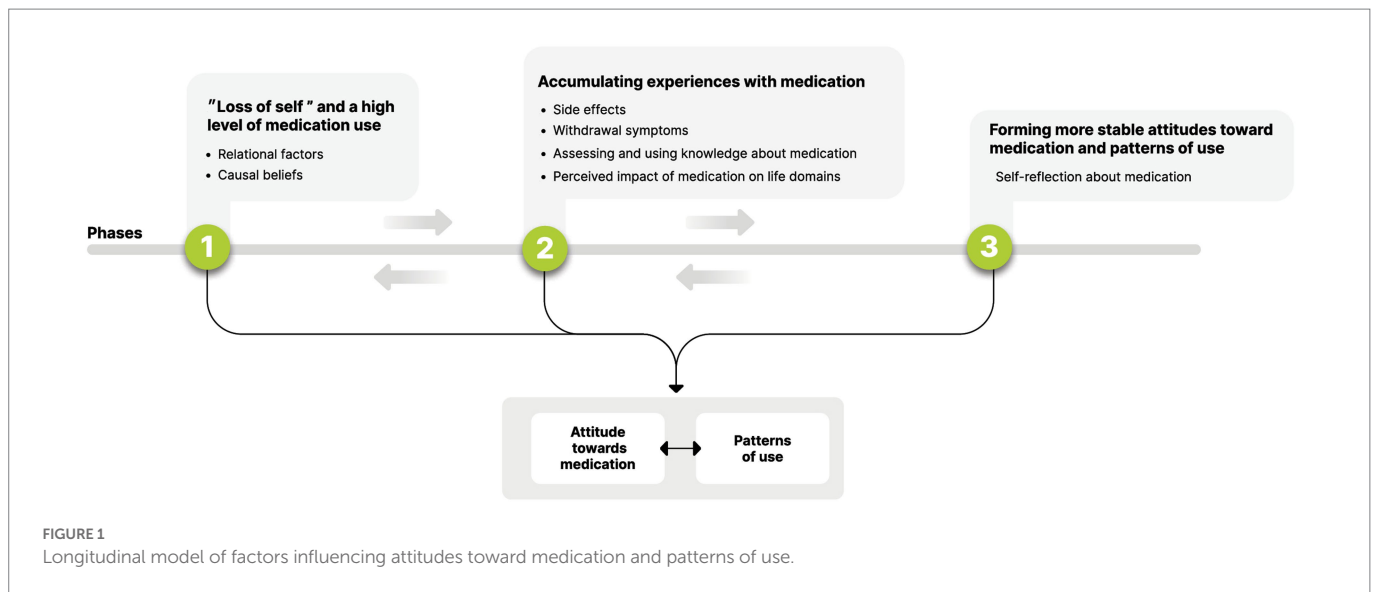 "Loss of self " and a high
level of medication use
• Relational factors
• Causal beliefs
Accumulating experiences with medication
• Side effects
• Withdrawal symptoms
• Assessing and using knowledge about medication
• Perceived impact of medication on life domains
Forming more stable attitudes toward
medication and patterns of use
Self-reflection about medication
Phases
1
2
3
Attitude
towards
medication
Patterns
of use
FIGURE 1
Longitudinal model of factors influencing attitudes toward medication and patterns of use.